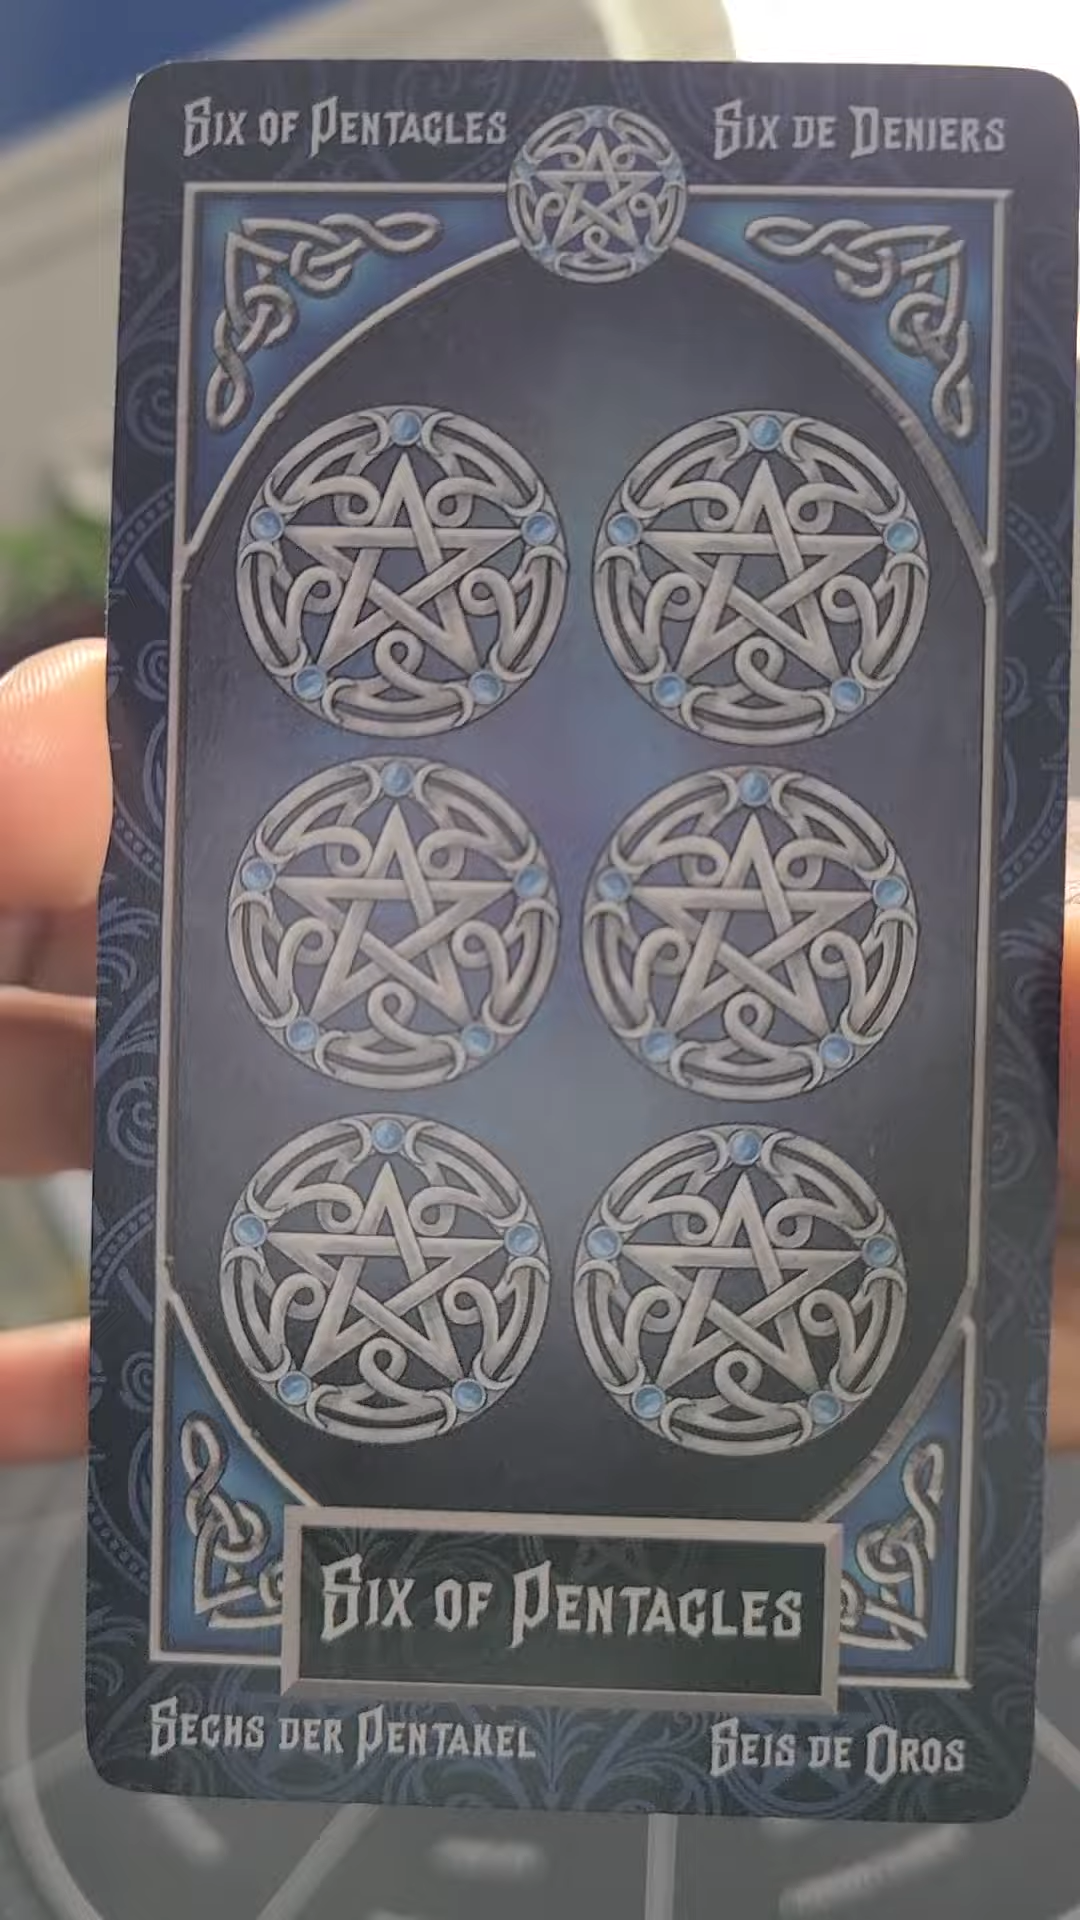 Six of Pentacles
Six de Deniers
Six of Pentacles
Sechs der Pentakel
Seis de Oros